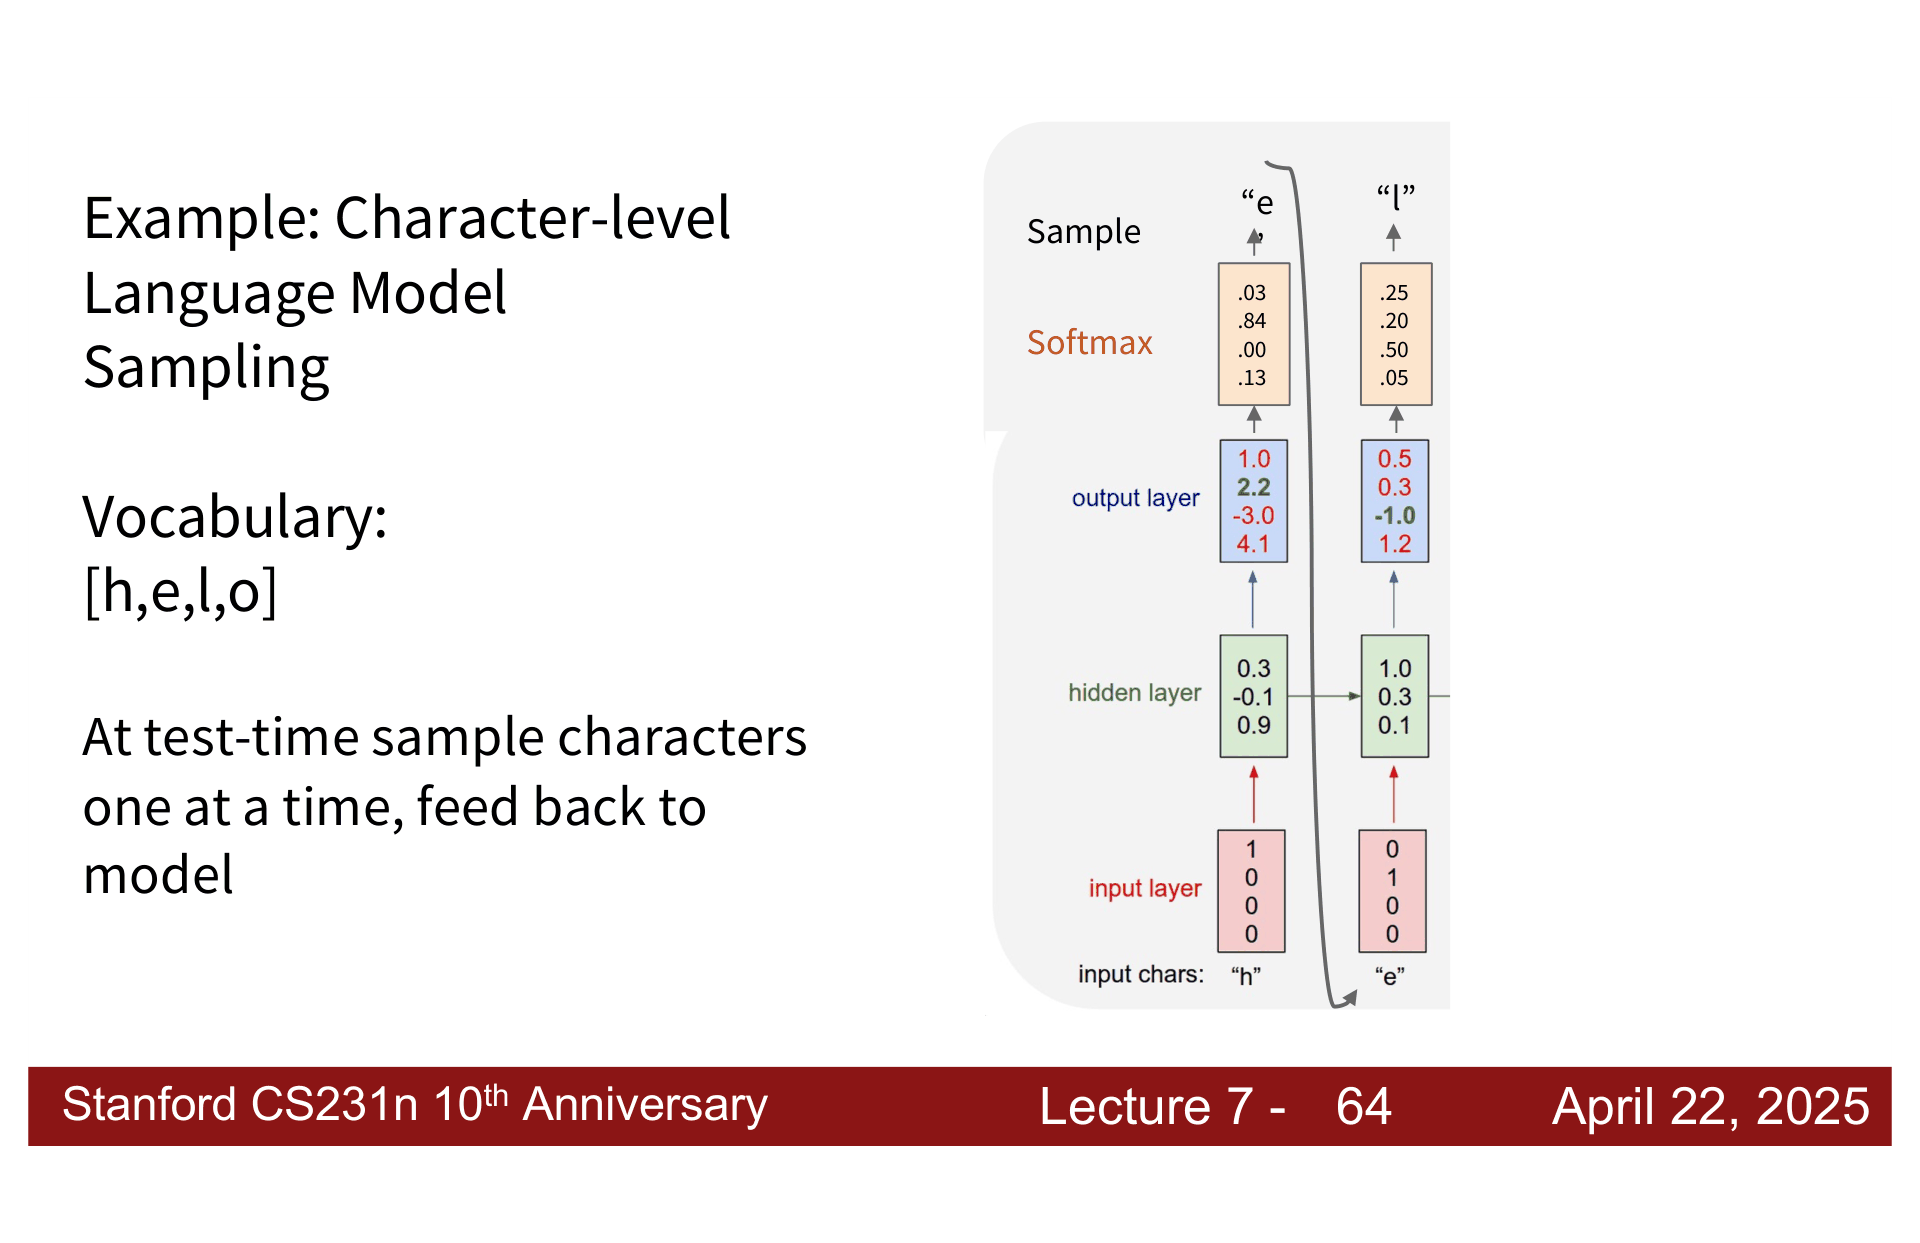 Example: Character-level
Language Model
Sampling
Vocabulary:
[h,e,l,o]
At test-time sample characters
one at a time, feed back to
model
“e
”
“l”
Sample
Softmax
.03
.84
.00
.13
.25
.20
.50
.05
output layer
1.0
2.2
-3.0
4.1
0.5
0.3
-1.0
1.2
hidden layer
0.3
-0.1
0.9
1.0
0.3
0.1
input layer
1
0
0
0
0
1
0
0
input chars: “h” “e”
Stanford CS231n 10th Anniversary
Lecture 7 - 64
April 22, 2025